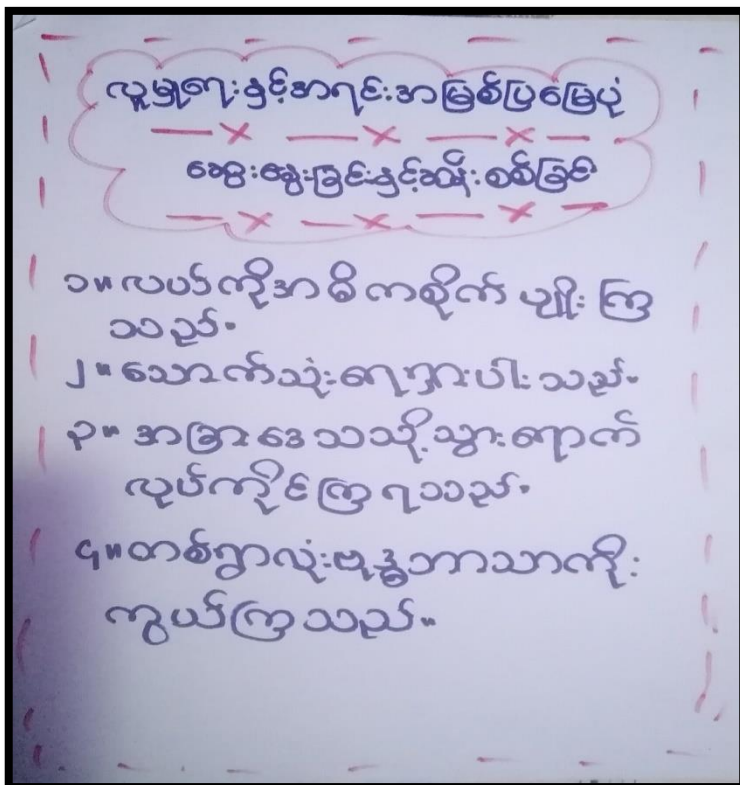 လူမှုရေးနှင့်အရင်းအမြစ်ပြမြေပုံ
ဆွေးနွေးခြင်းနှင့်ဆန်းစစ်ခြင်း
၁။လယ်ကိုအဓိကစိုက်ပျိုးကြ
သည်။
၂။သောက်သုံးရေရှားပါးသည်။
၃။အခြားဒေသသို့သွားရောက်
လုပ်ကိုင်ကြရသည်။
၄။တစ်ရွာလုံးဗုဒ္ဓဘာသာကိုး
ကွယ်ကြသည်။